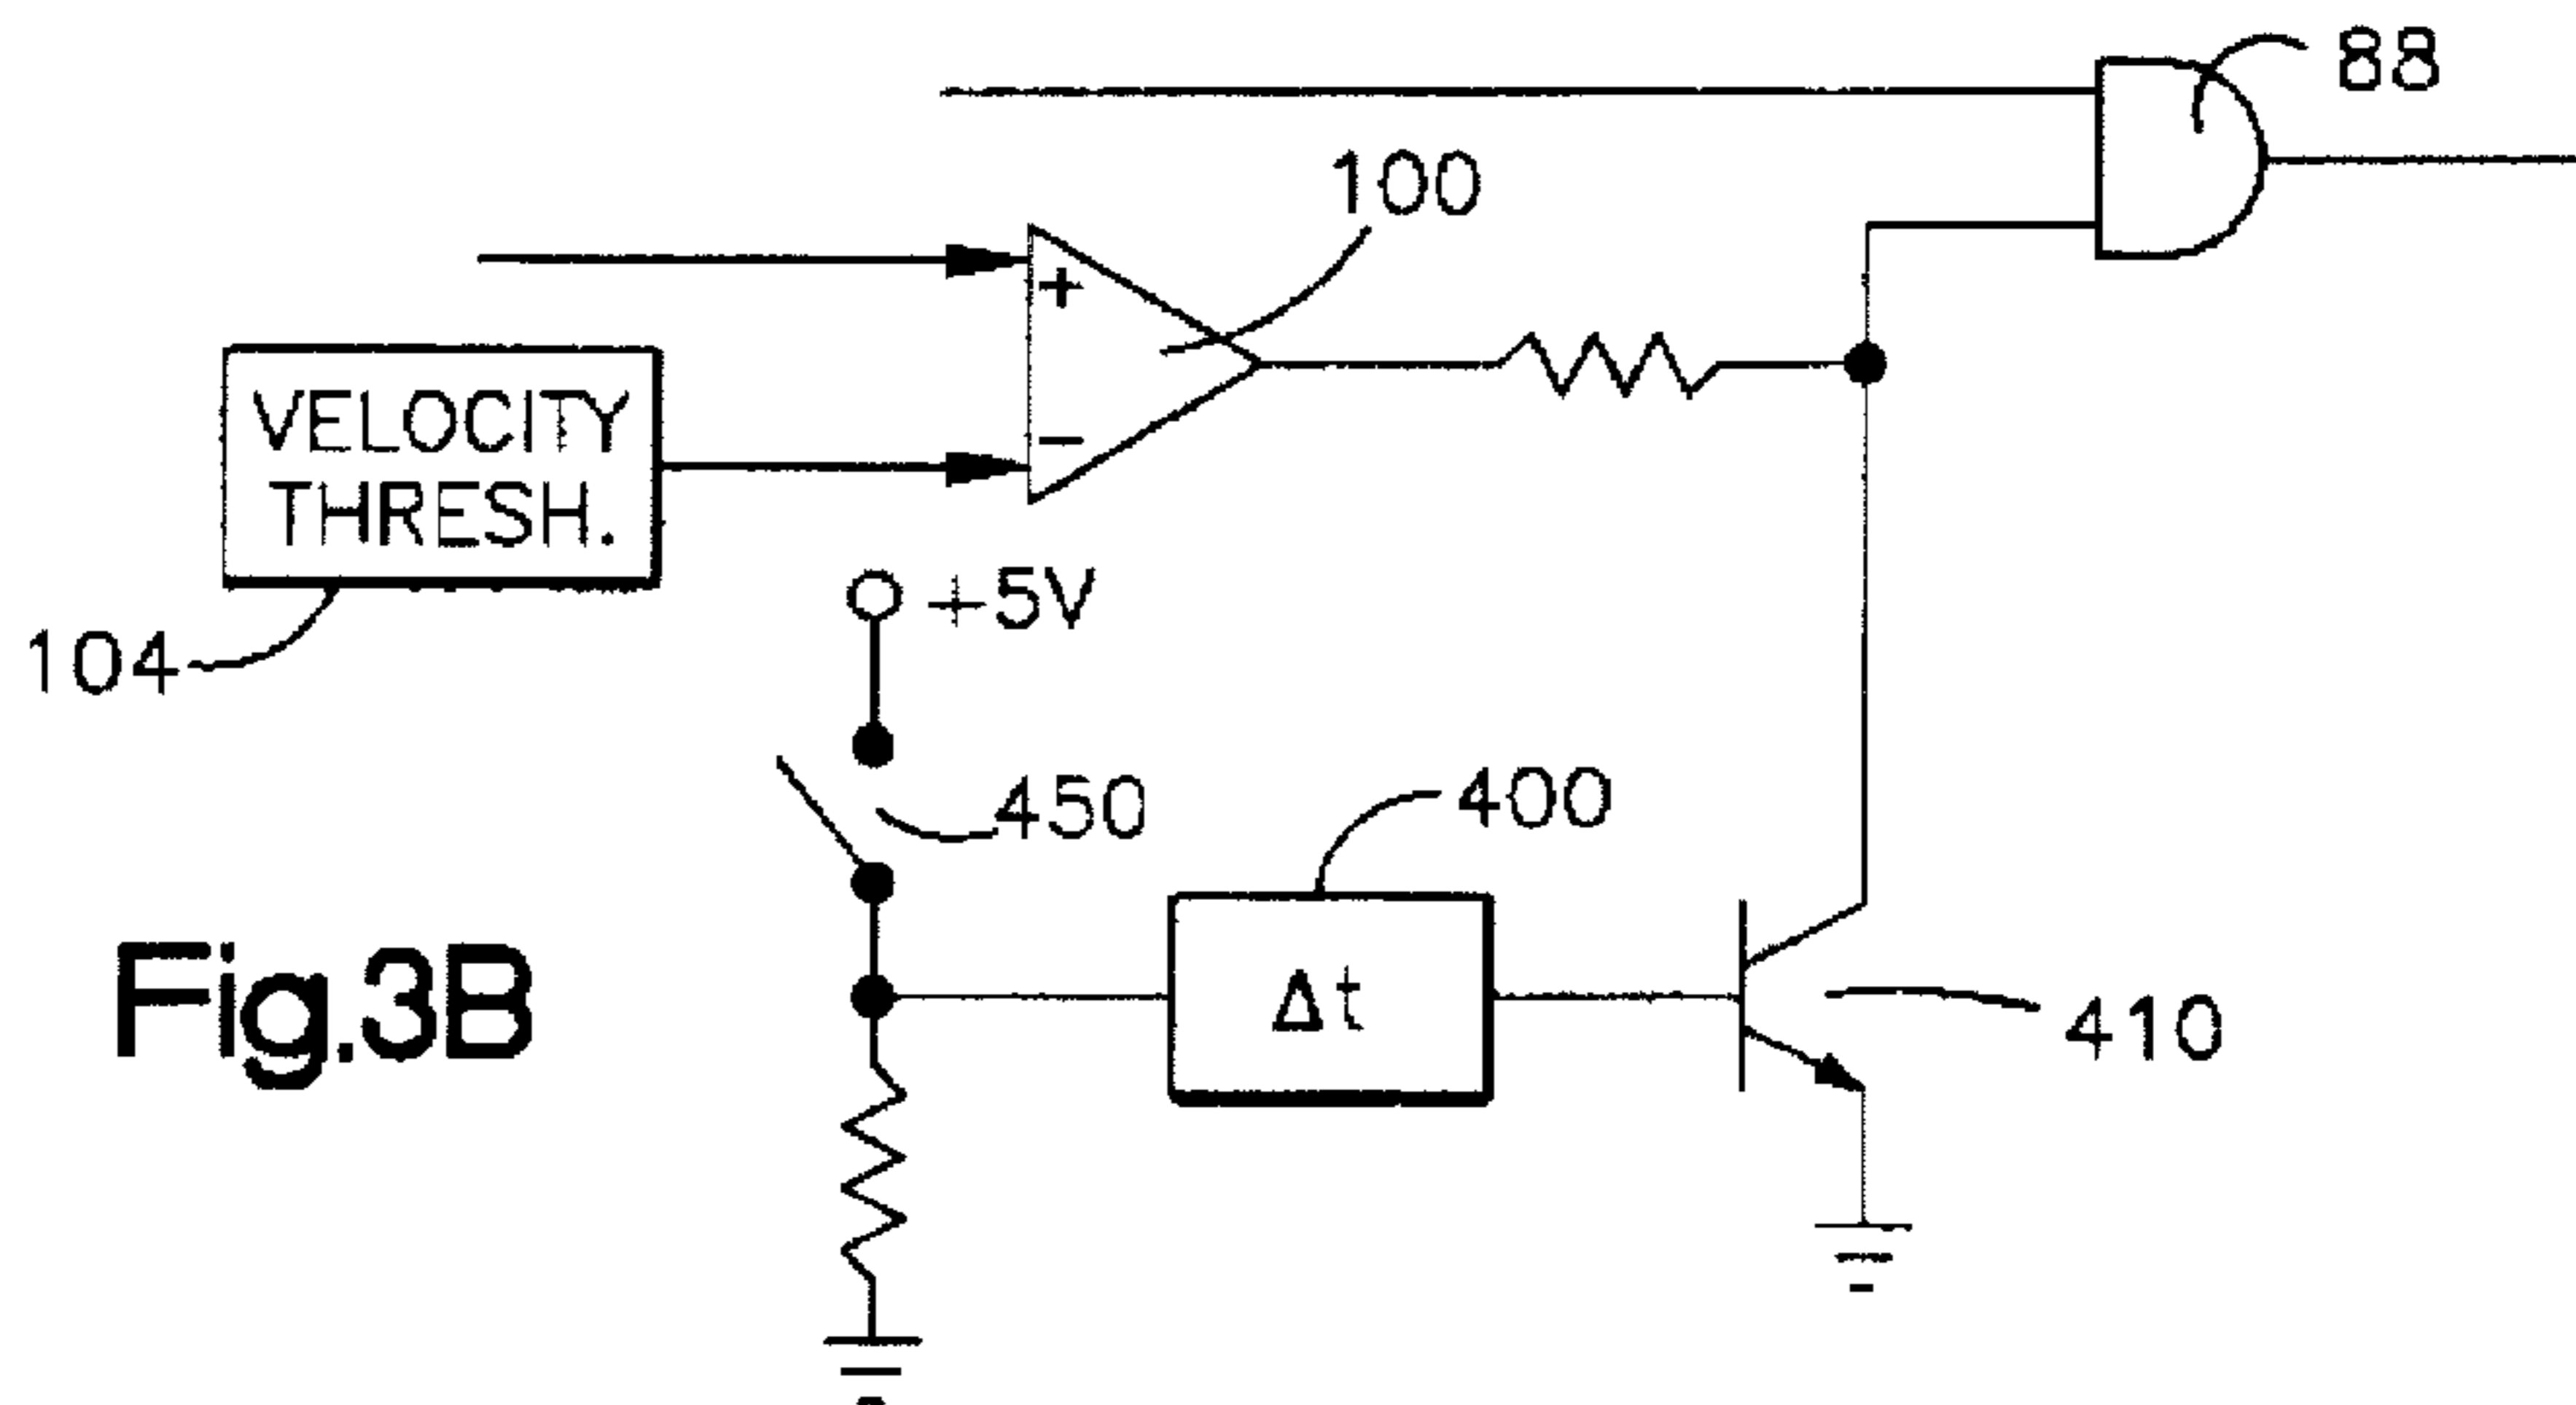 88
100
+
VELOCITY
THRESH.
−
+5V
104
450
400
Δt
Fig.3B
410